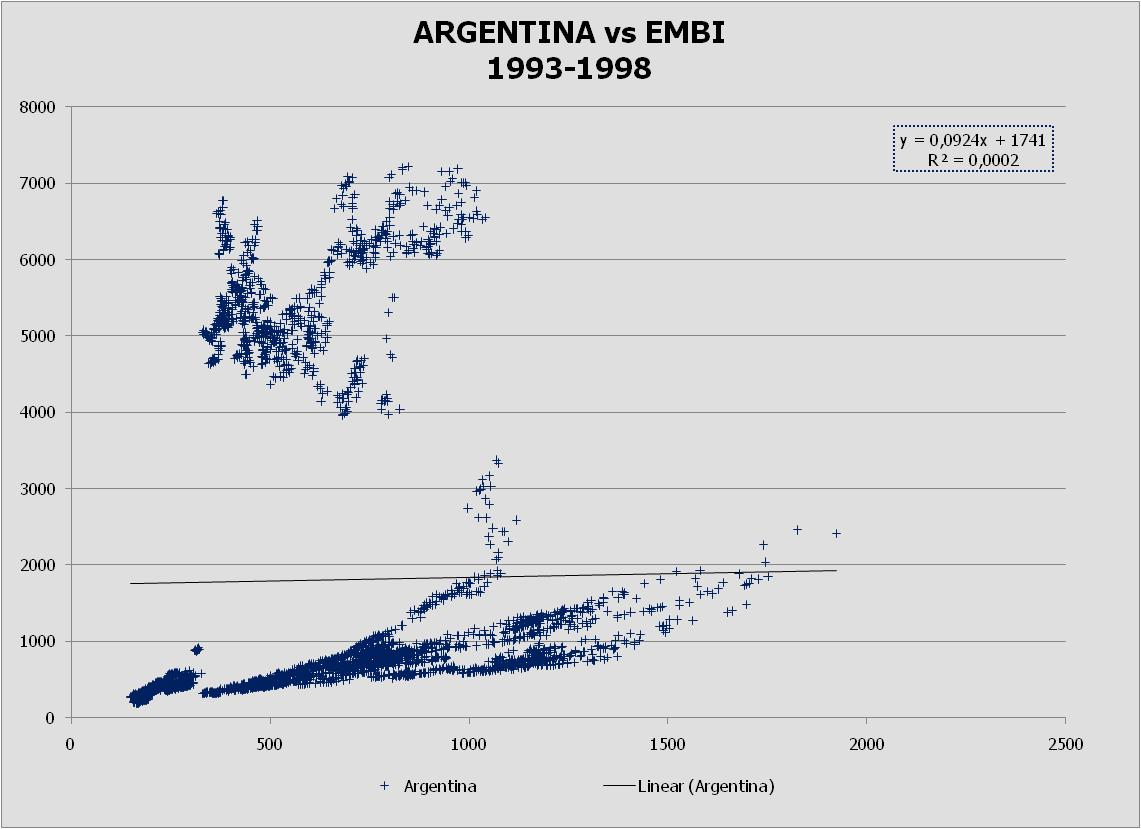 ARGENTINA vs EMBI
1993-1998
8000
7000
6000
5000
4000
3000
2000
1000
0
y = 0,0924x + 1741
R² = 0,0002
0 500 1000 1500 2000 2500
Argentina Linear (Argentina)